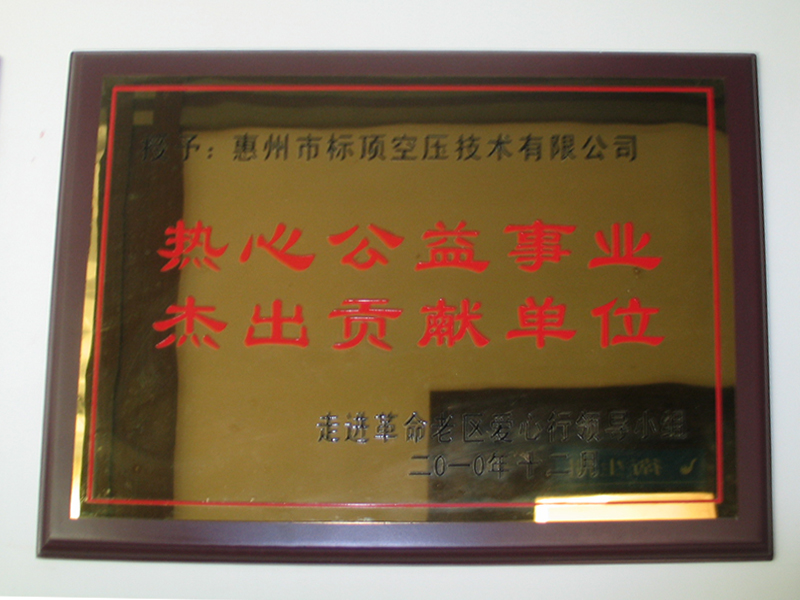 授予：惠州市标顶空压技术有限公司
热心公益事业
杰出贡献单位
走进革命老区爱心行领导小组
二0一0年十二月